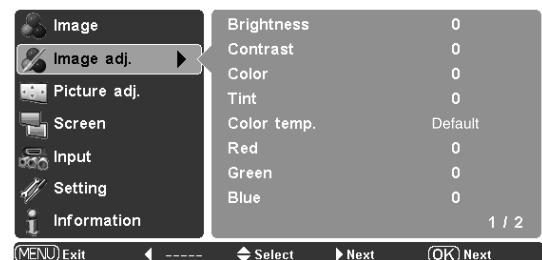 Image
Image adj.
Picture adj.
Screen
Input
Setting
Information
Brightness 0
Contrast 0
Color 0
Tint 0
Color temp. Default
Red 0
Green 0
Blue 0
1 / 2
MENU Exit ----- Select Next OK Next